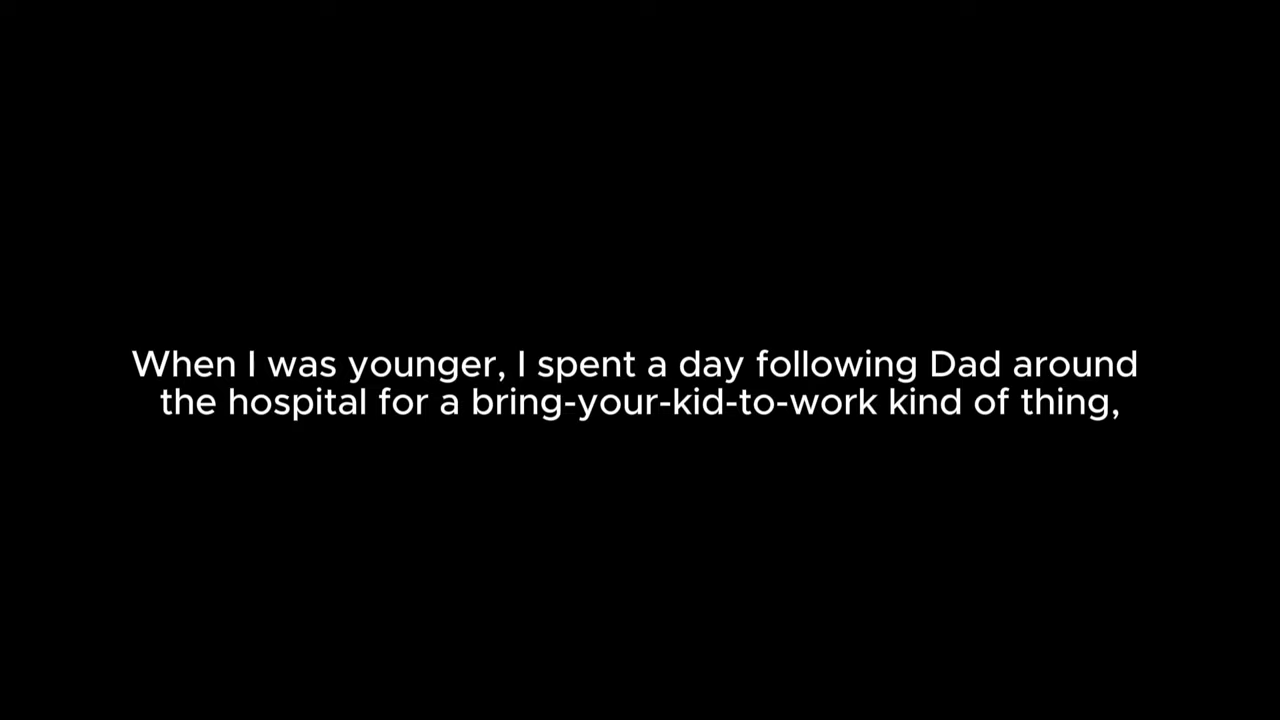 When I was younger, I spent a day following Dad around
the hospital for a bring-your-kid-to-work kind of thing,